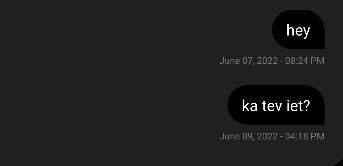 hey
June 07, 2022 - 08:24 PM
ka tev iet?
June 09, 2022 - 04:18 PM